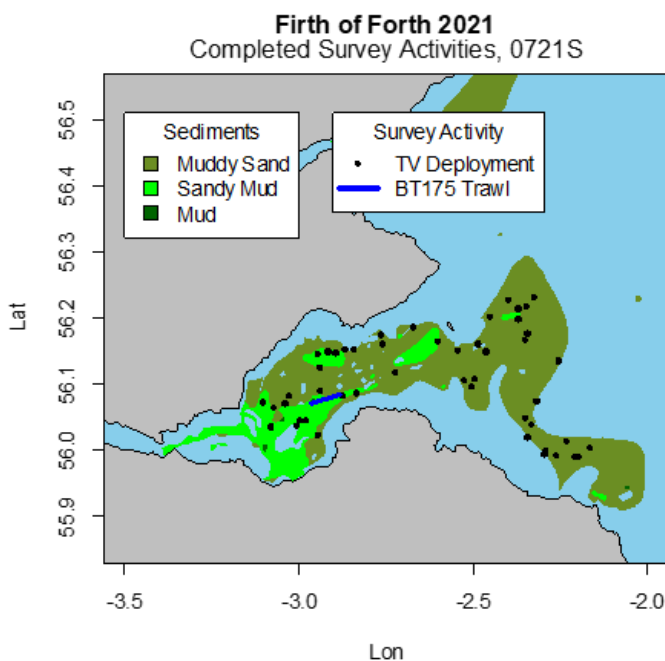 Firth of Forth 2021
Completed Survey Activities, 0721S
Sediments
Muddy Sand
Sandy Mud
Mud
Survey Activity
TV Deployment
BT175 Trawl
Lat
56.5
56.4
56.3
56.2
56.1
56.0
55.9
-3.5 -3.0 -2.5 -2.0
Lon